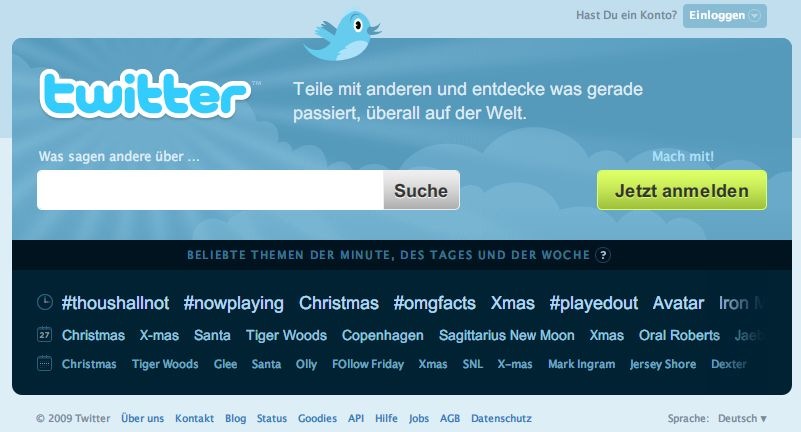 Hast Du ein Konto? Einloggen
twitter™
Teile mit anderen und entdecke was gerade
passiert, überall auf der Welt.
Was sagen andere über ...
Mach mit!
Suche
Jetzt anmelden
BELIEBTE THEMEN DER MINUTE, DES TAGES UND DER WOCHE ?
#thoushallnot #nowplaying Christmas #omgfacts Xmas #playedout Avatar Iron
27 Christmas X-mas Santa Tiger Woods Copenhagen Sagittarius New Moon Xmas Oral Roberts
Christmas Tiger Woods Glee Santa Olly FOllow Friday Xmas SNL X-mas Mark Ingram Jersey Shore Dexter
© 2009 Twitter Über uns Kontakt Blog Status Goodies API Hilfe Jobs AGB Datenschutz Sprache: Deutsch ▾